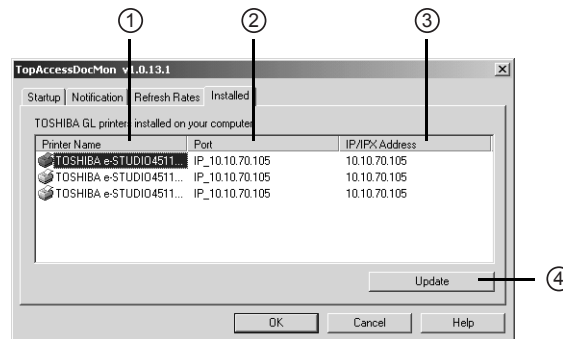 ① ② ③
TopAccessDocMon v1.0.13.1
Startup Notification Refresh Rates Installed
TOSHIBA GL printers installed on your computer
Printer Name Port IP/IPX Address
TOSHIBA e-STUDIO4511... IP_10.10.70.105 10.10.70.105
TOSHIBA e-STUDIO4511... IP_10.10.70.105 10.10.70.105
TOSHIBA e-STUDIO4511... IP_10.10.70.105 10.10.70.105
Update ④
OK Cancel Help